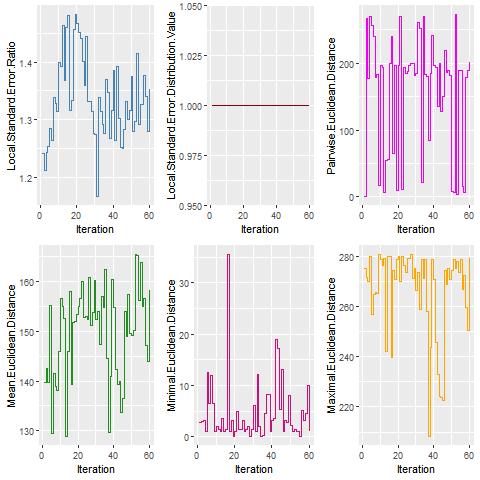 Local.Standard.Error.Ratio
1.4
1.3
1.2
0 20 40 60
Iteration
Local.Standard.Error.Distribution.Value
1.050
1.025
1.000
0.975
0.950
0 20 40 60
Iteration
Pairwise.Euclidean.Distance
200
100
0
0 20 40 60
Iteration
Mean.Euclidean.Distance
160
150
140
130
0 20 40 60
Iteration
Minimal.Euclidean.Distance
30
20
10
0
0 20 40 60
Iteration
Maximal.Euclidean.Distance
280
260
240
220
0 20 40 60
Iteration